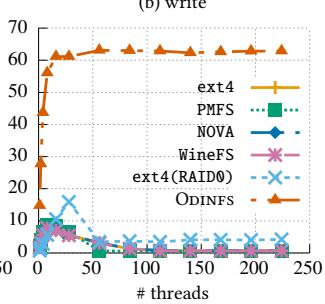 (b) write
70
60
50
40
30
20
10
0
ext4
PMFS
NOVA
WineFS
ext4(RAID0)
ODINFS
50
0 50 100 150 200 250
# threads